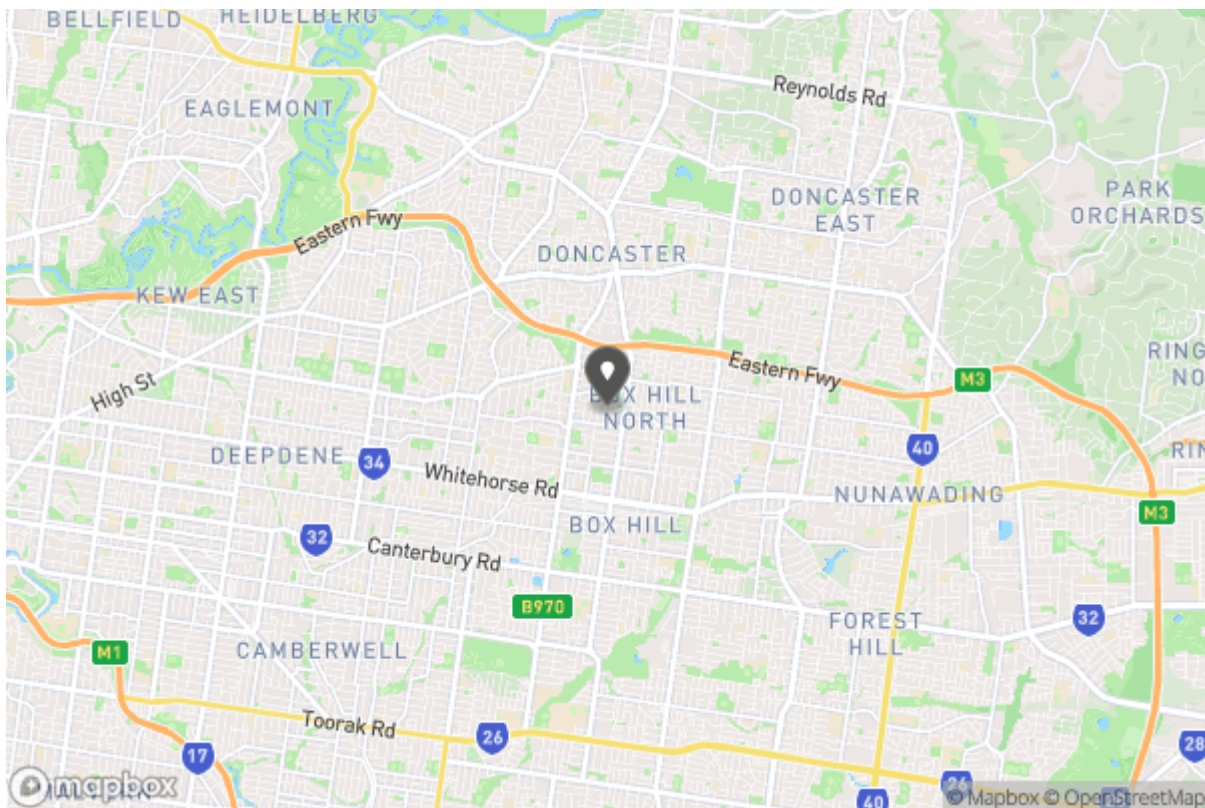 BELLFIELD
HEIDELBERG
Reynolds Rd
EAGLEMONT
PARK
ORCHARDS
DONCASTER
EAST
Eastern Fwy
DONCASTER
KEW EAST
RING
NO
Eastern Fwy
M3
High St
BOX HILL
NORTH
40
RIN
DEEPDENE
34
Whitehorse Rd
NUNAWADING
M3
BOX HILL
32
Canterbury Rd
B970
FOREST
HILL
32
M1
CAMBERWELL
Toorak Rd
26
17
28
mapbox
40
26
© Mapbox © OpenStreetMap